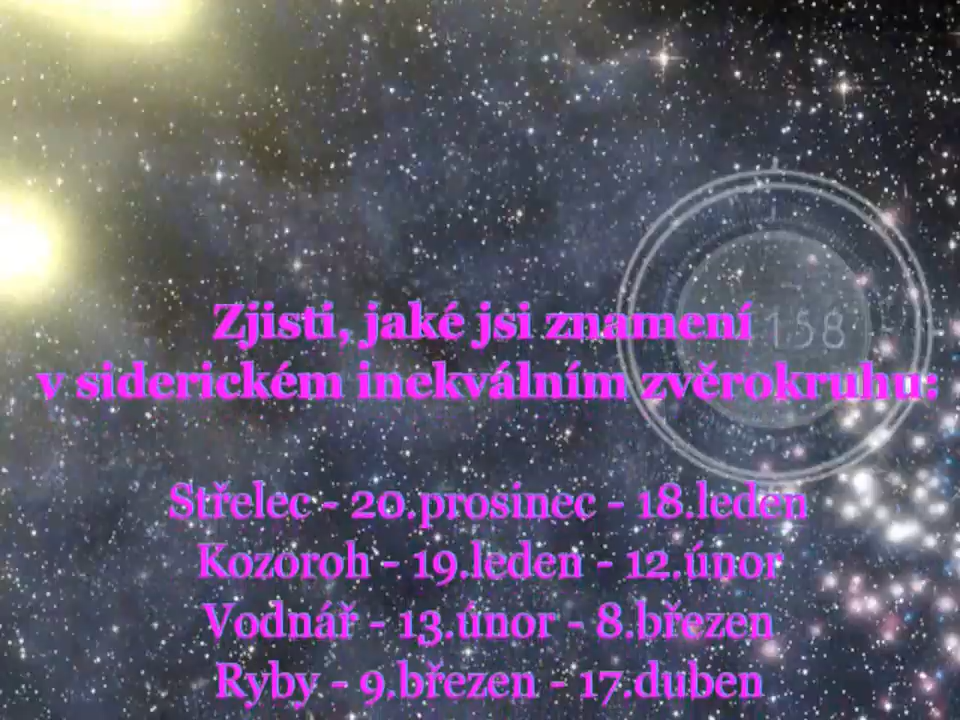 Zjisti, jaké jsi znamení
158
v siderickém inekválním zvěrokruhu:
Střelec - 20.prosinec - 18.leden
Kozoroh - 19.leden - 12.únor
Vodnář - 13.únor - 8.březen
Ryby - 9.březen - 17.duben